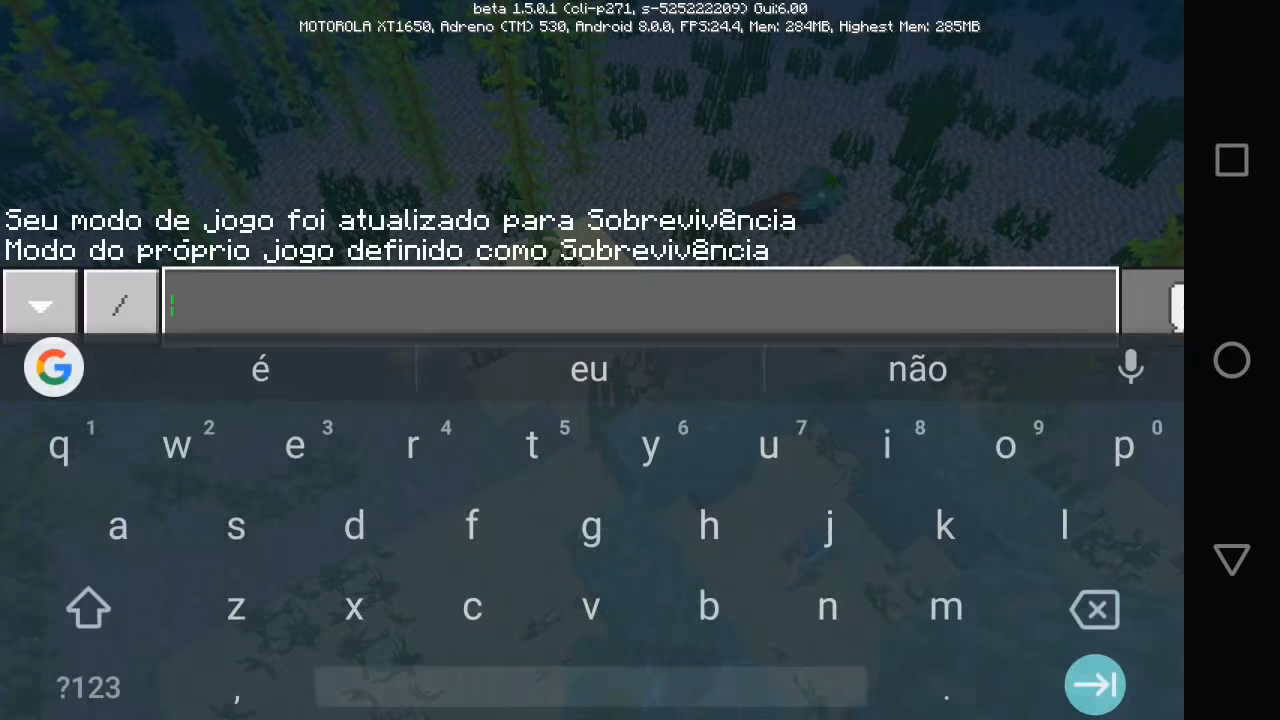 beta 1.5.0.1 (cli-p271, s-525222209) Gui:6.00
MOTOROLA XT1650, Adreno (TM) 530, Android 8.0.0, FPS:24.4, Mem: 284MB, Highest Mem: 285MB
Seu modo de jogo foi atualizado para Sobrevivência
Modo do próprio jogo definido como Sobrevivência
/
G é eu não
q 1 w 2 e 3 r 4 t 5 y 6 u 7 i 8 o 9 p 0
a s d f g h j k l
z x c v b n m
?123 , .